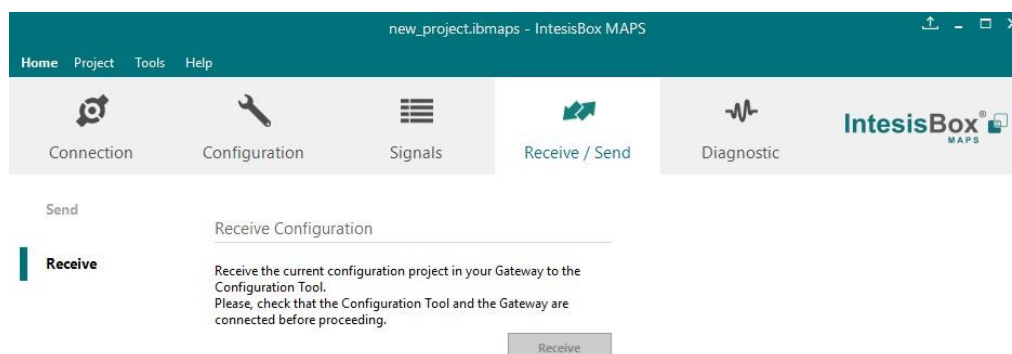 new_project.ibmaps - IntesisBox MAPS
Home Project Tools Help
Connection Configuration Signals Receive / Send Diagnostic
IntesisBox®
MAPS
Send
Receive Configuration
Receive
Receive the current configuration project in your Gateway to the
Configuration Tool.
Please, check that the Configuration Tool and the Gateway are
connected before proceeding.
Receive